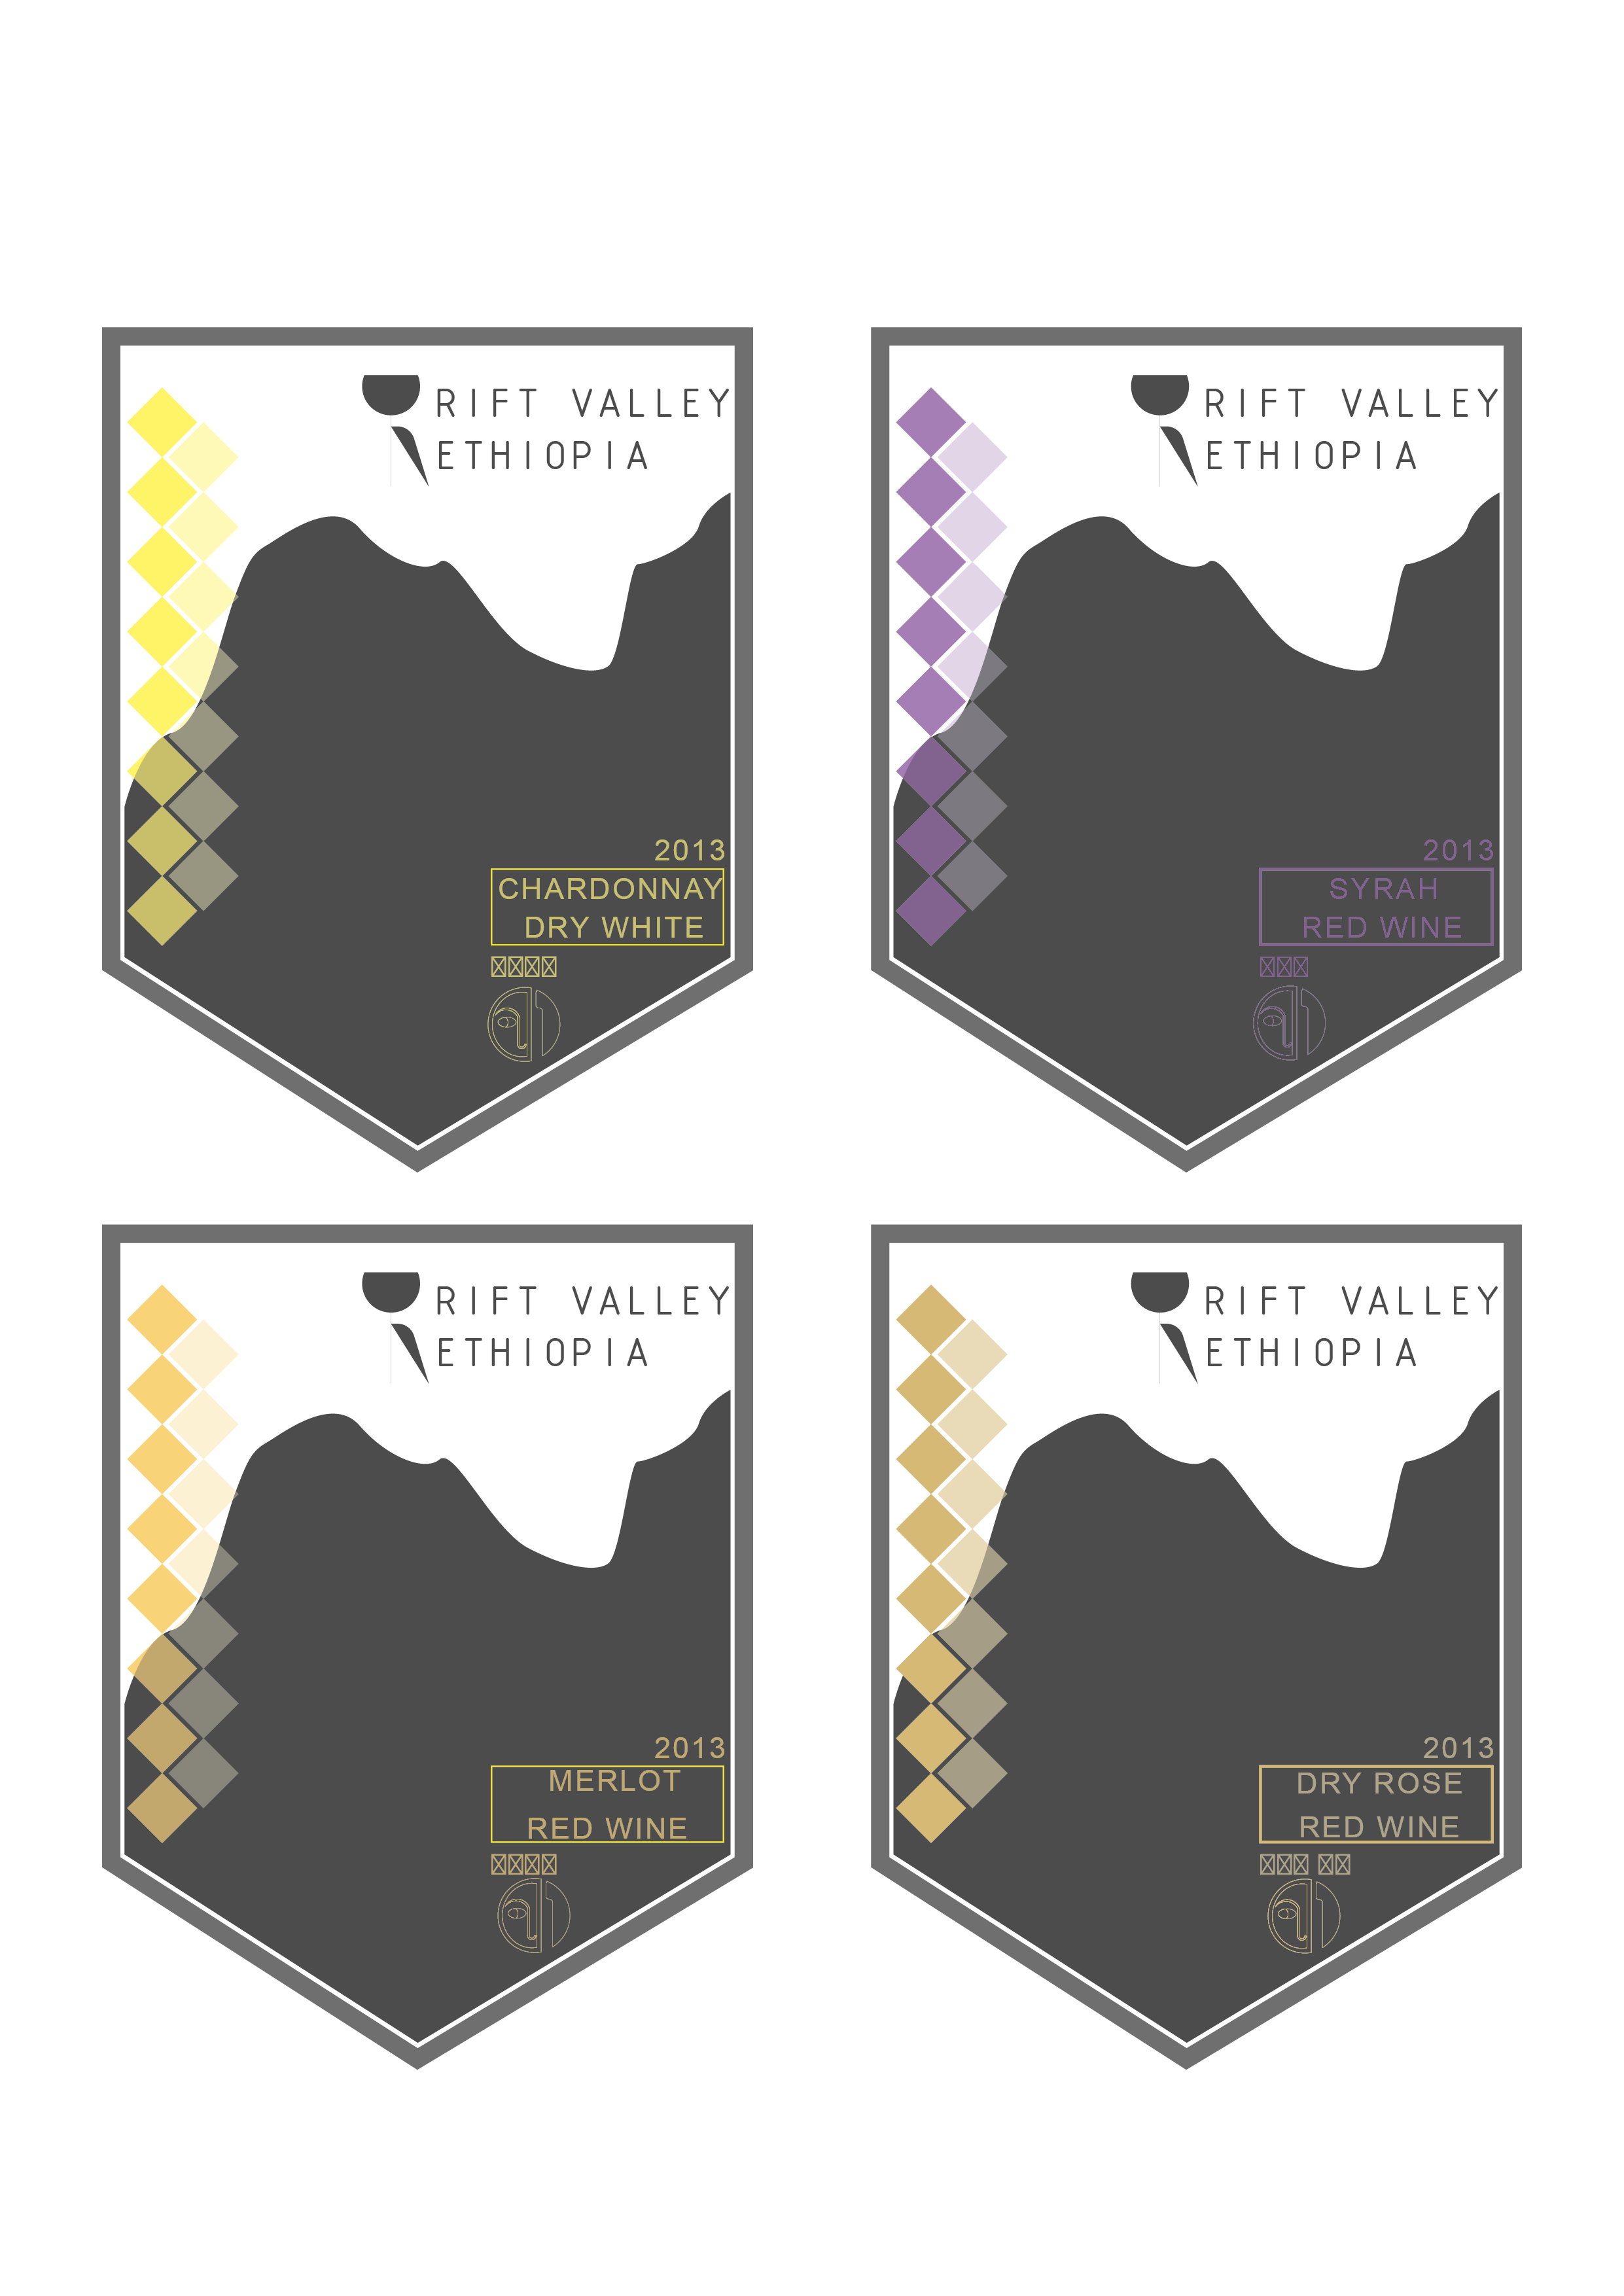 RIFT VALLEY
ETHIOPIA
2013
CHARDONNAY
DRY WHITE
RIFT VALLEY
ETHIOPIA
2013
SYRAH
RED WINE
RIFT VALLEY
ETHIOPIA
2013
MERLOT
RED WINE
RIFT VALLEY
ETHIOPIA
2013
DRY ROSE
RED WINE